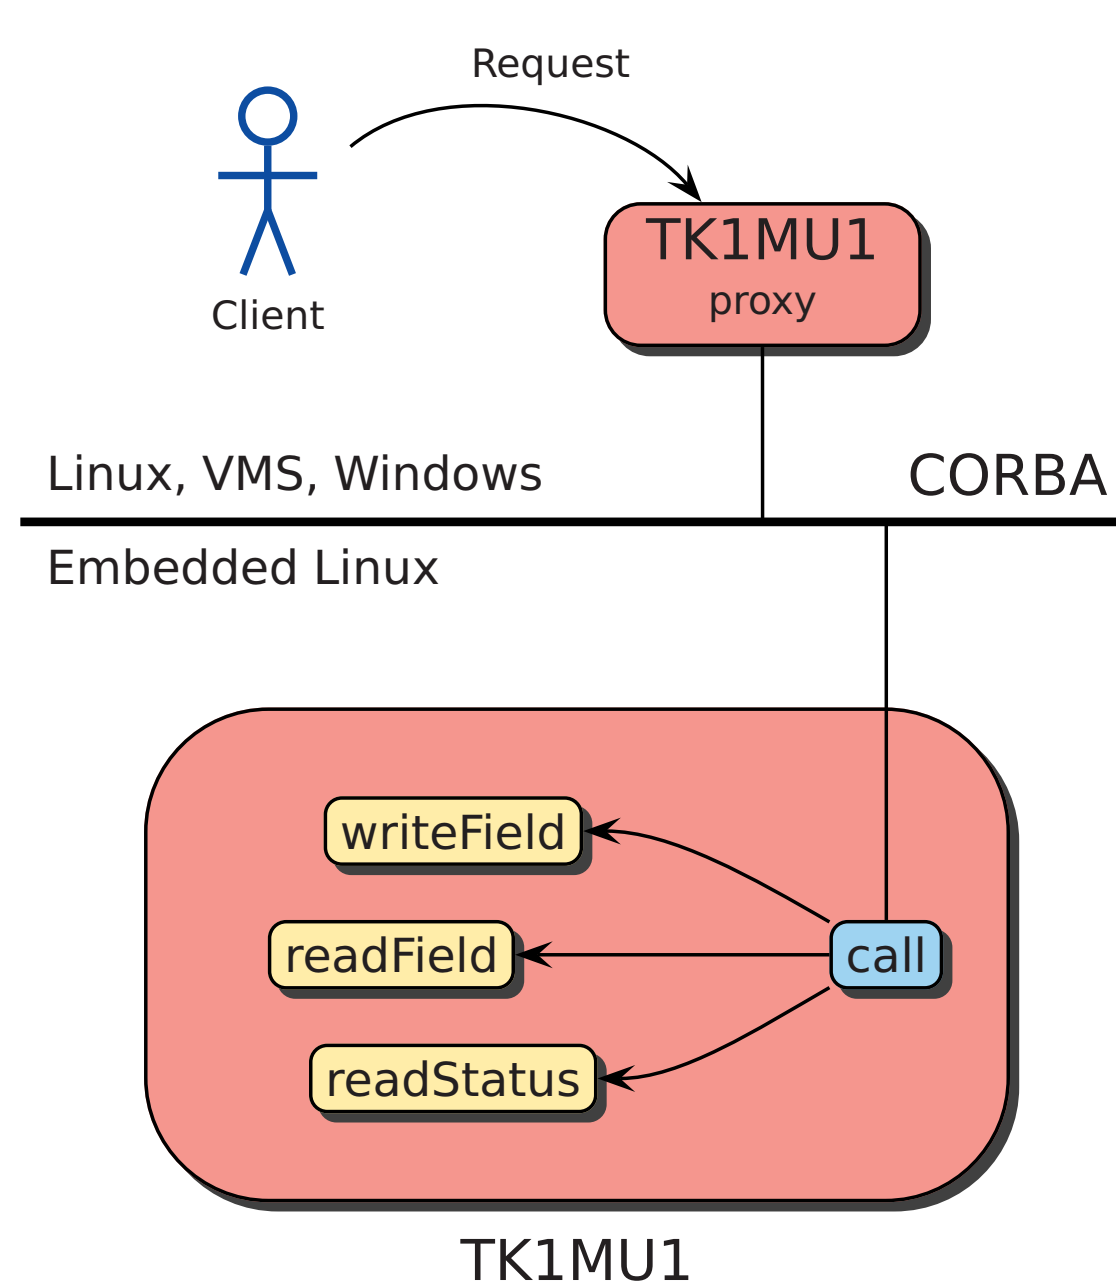 Request
Client
TK1MU1
proxy
Linux, VMS, Windows
CORBA
Embedded Linux
writeField
readField
call
readStatus
TK1MU1